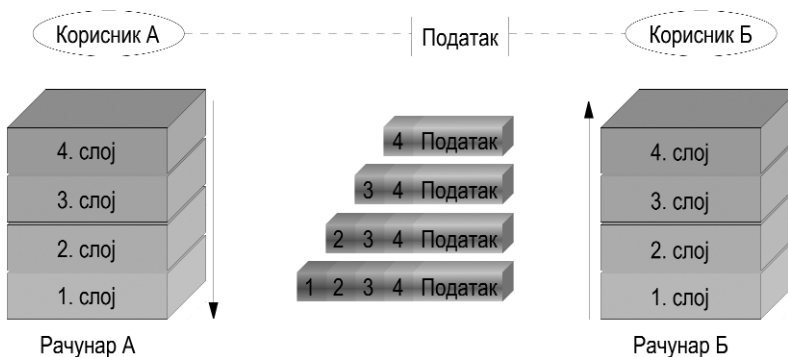 Корисник А
Податак
Корисник Б
4. слој
3. слој
2. слој
1. слој
Рачунар А
4 Податак
3 4 Податак
2 3 4 Податак
1 2 3 4 Податак
4. слој
3. слој
2. слој
1. слој
Рачунар Б